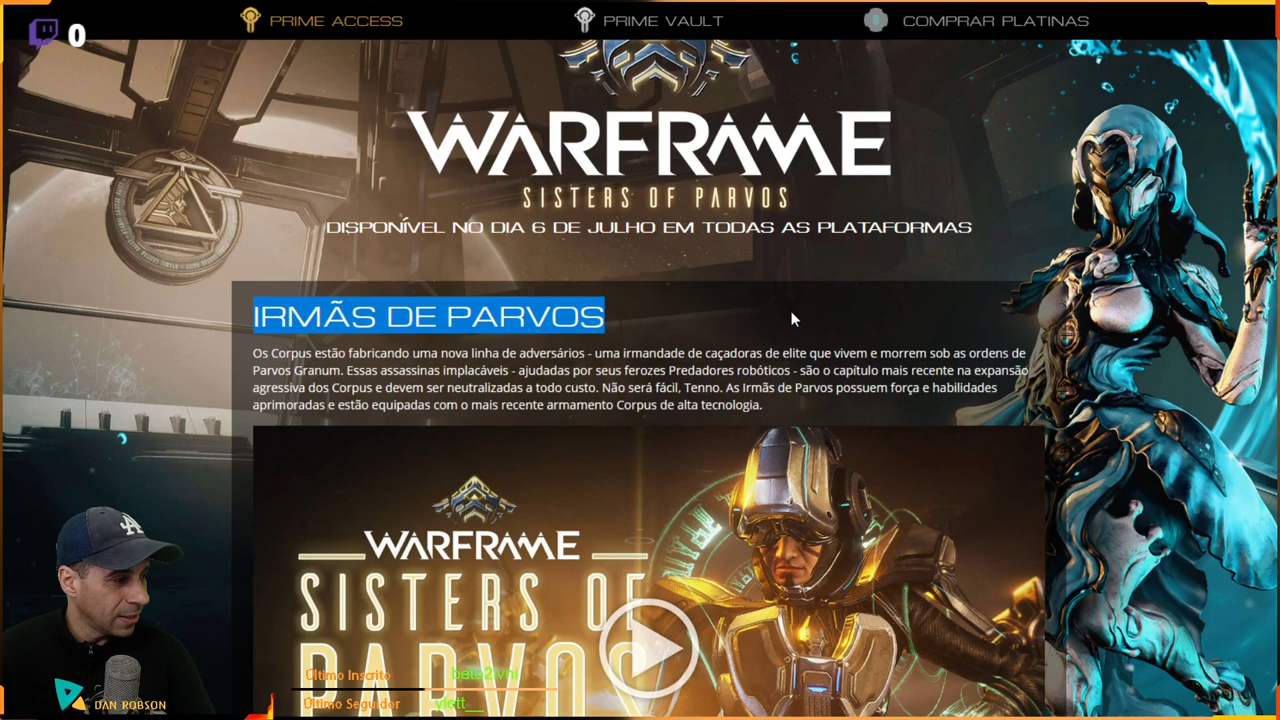 PRIME ACCESS
PRIME VAULT
COMPRAR PLATINAS
0
WARFRAME
SISTERS OF PARVOS
DISPONÍVEL NO DIA 6 DE JULHO EM TODAS AS PLATAFORMAS
IRMÃS DE PARVOS
Os Corpus estão fabricando uma nova linha de adversários - uma irmandade de caçadoras de elite que vivem e morrem sob as ordens de
Parvos Granum. Essas assassinas implacáveis - ajudadas por seus ferozes Predadores robóticos - são o capítulo mais recente na expansão
agressiva dos Corpus e devem ser neutralizadas a todo custo. Não será fácil, Tenno. As Irmãs de Parvos possuem força e habilidades
aprimoradas e estão equipadas com o mais recente armamento Corpus de alta tecnologia.
WARFRAME
SISTERS OF
PARVOS
Último Inscrito
Último Seguidor
DAN ROBSON